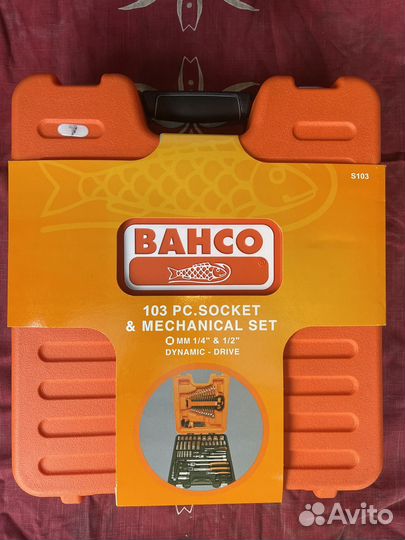 S103
BAHCO
103 PC.SOCKET
& MECHANICAL SET
MM 1/4" & 1/2"
DYNAMIC - DRIVE
Avito